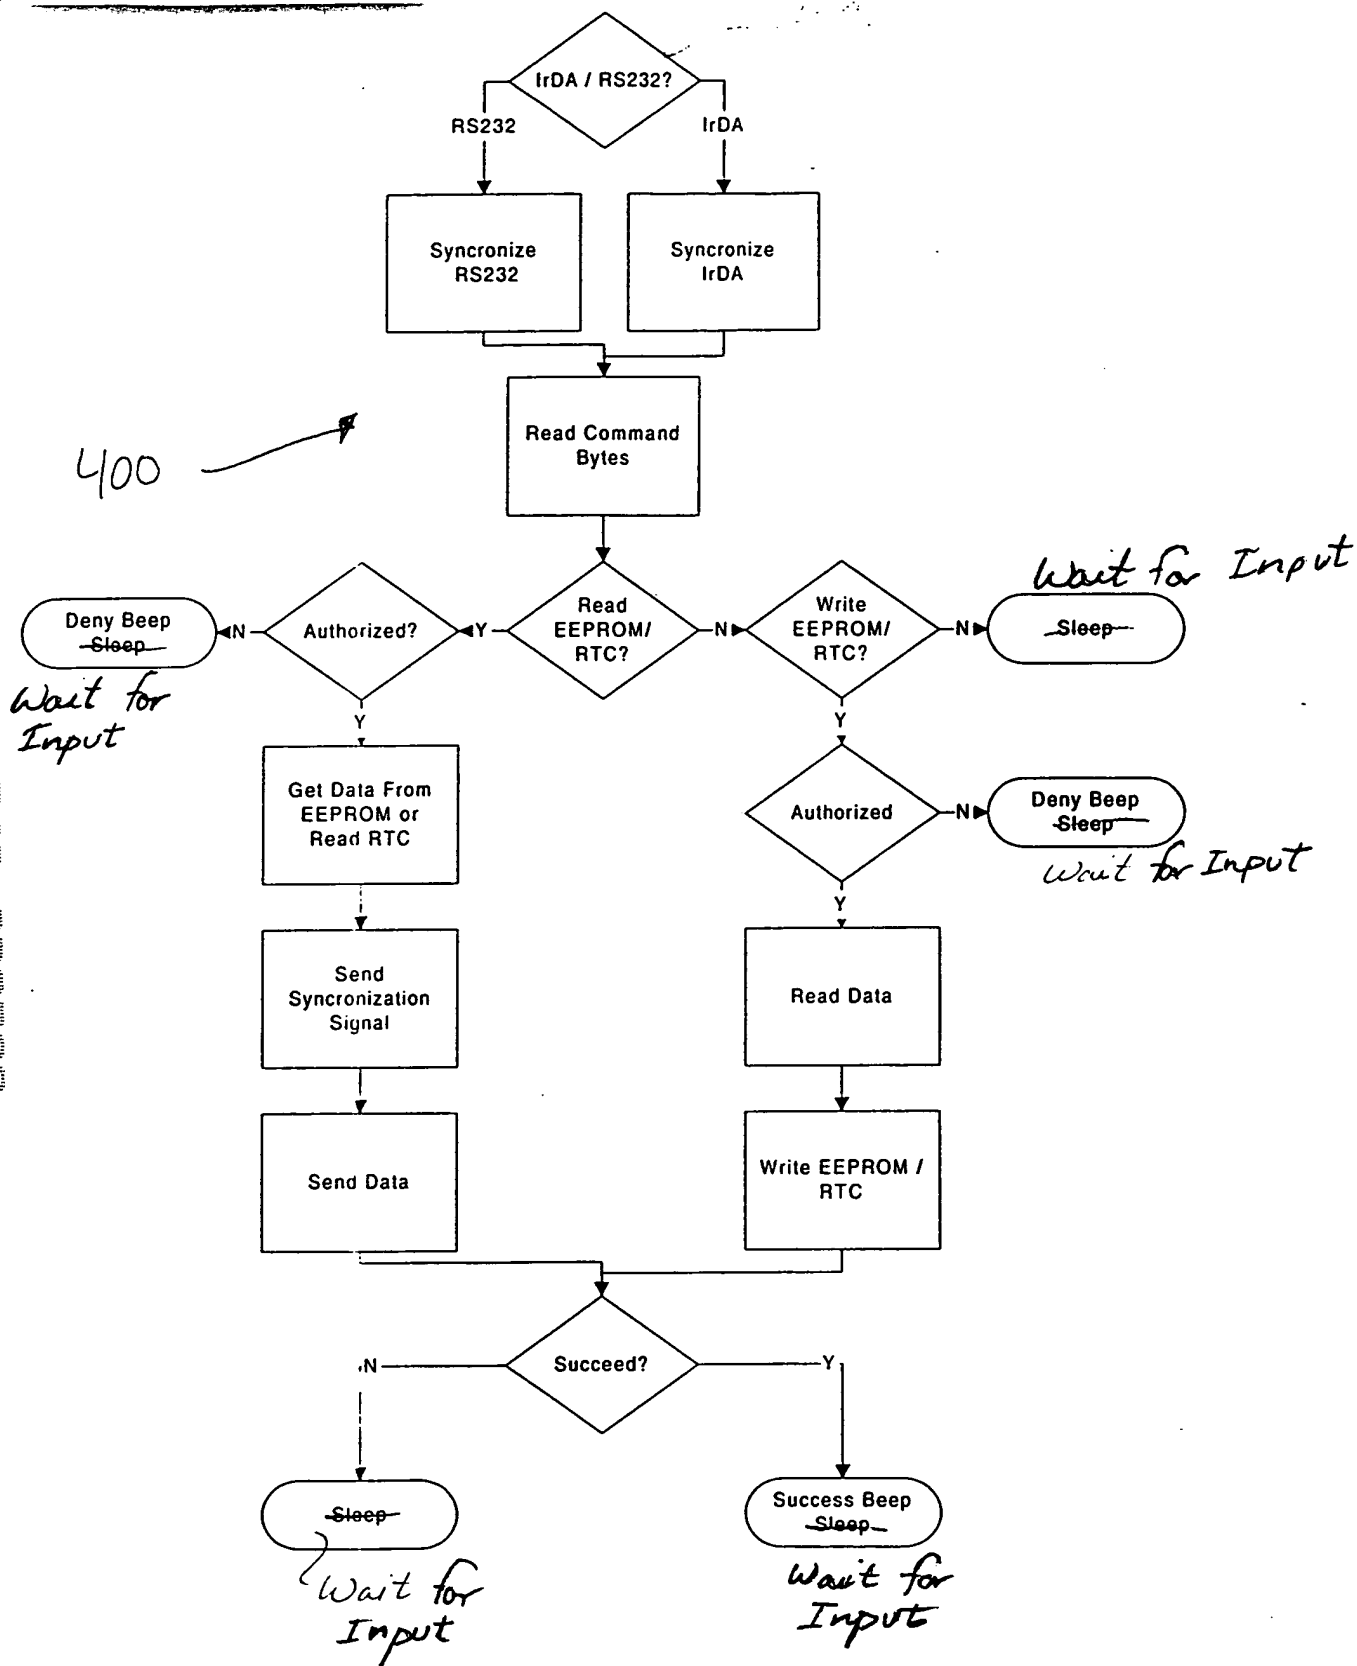 IrDA / RS232?
RS232
IrDA
Syncronize
RS232
Syncronize
IrDA
Read Command
Bytes
400
Wait for Input
Deny Beep
Sleep
N
Authorized?
Y
Read
EEPROM/
RTC?
N
Write
EEPROM/
RTC?
N
Sleep
Wait for
Input
Y
Y
Get Data From
EEPROM or
Read RTC
Authorized
N
Deny Beep
Sleep
Wait for Input
Y
Send
Syncronization
Signal
Read Data
Send Data
Write EEPROM /
RTC
N
Succeed?
Y
Sleep
Success Beep
Sleep
Wait for
Input
Wait for
Input